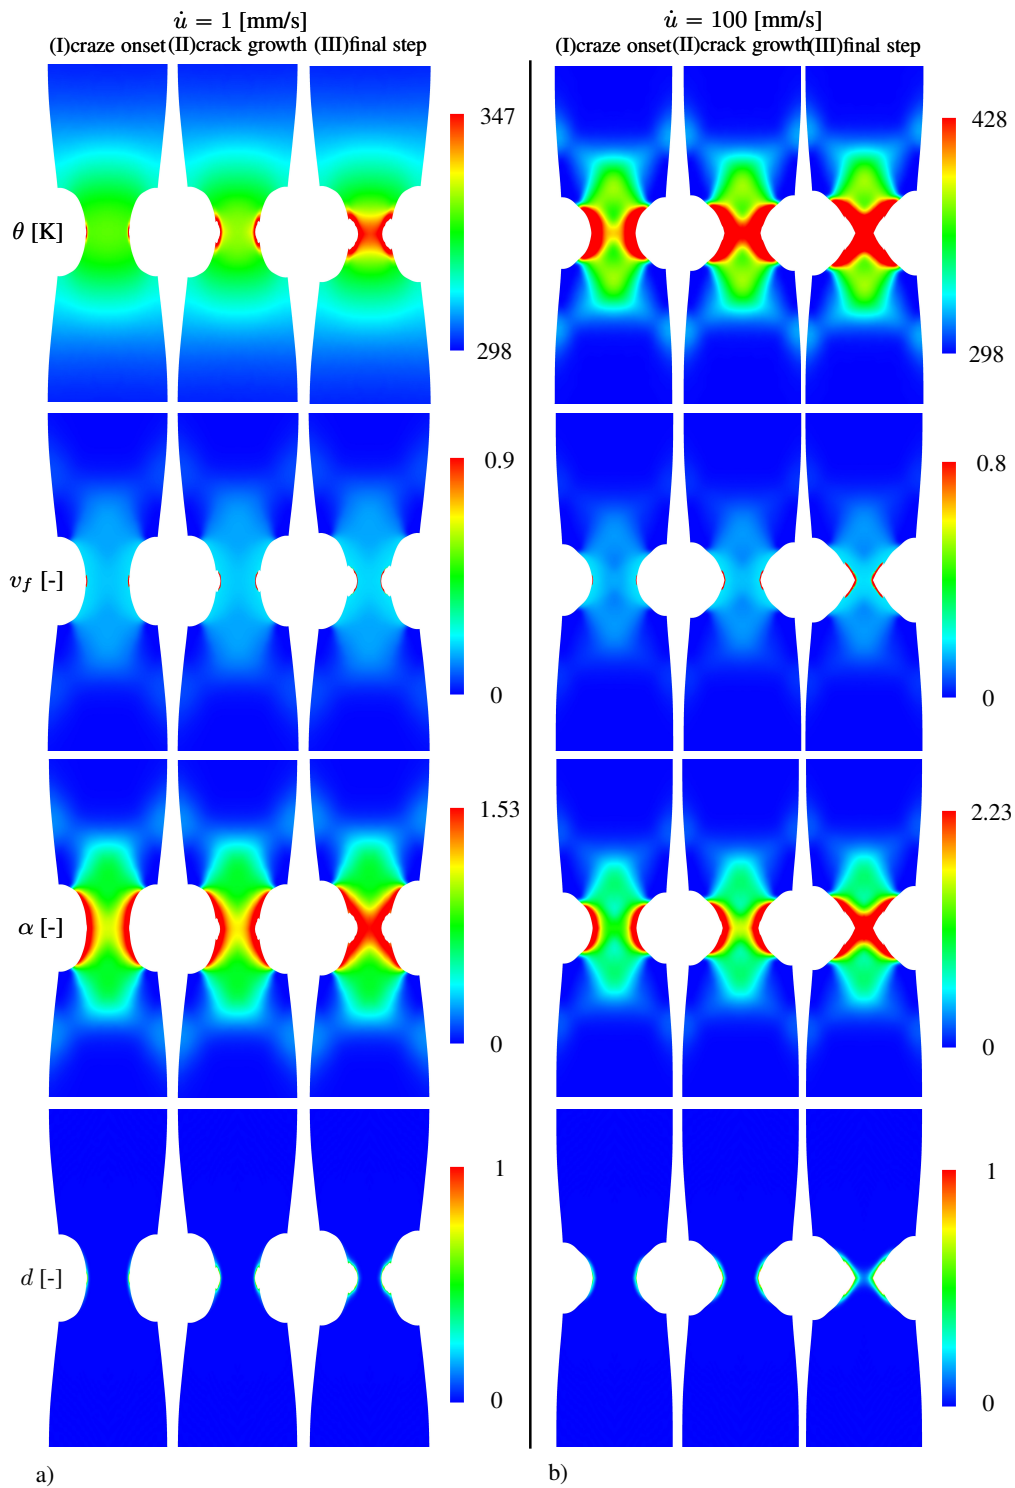 u̇ = 1 [mm/s]
(I)craze onset (II)crack growth (III)final step
u̇ = 100 [mm/s]
(I)craze onset(II)crack growth(III)final step
θ [K]
347
298
428
298
v_f [-]
0.9
0
0.8
0
α [-]
1.53
0
2.23
0
d [-]
1
0
1
0
a)
b)